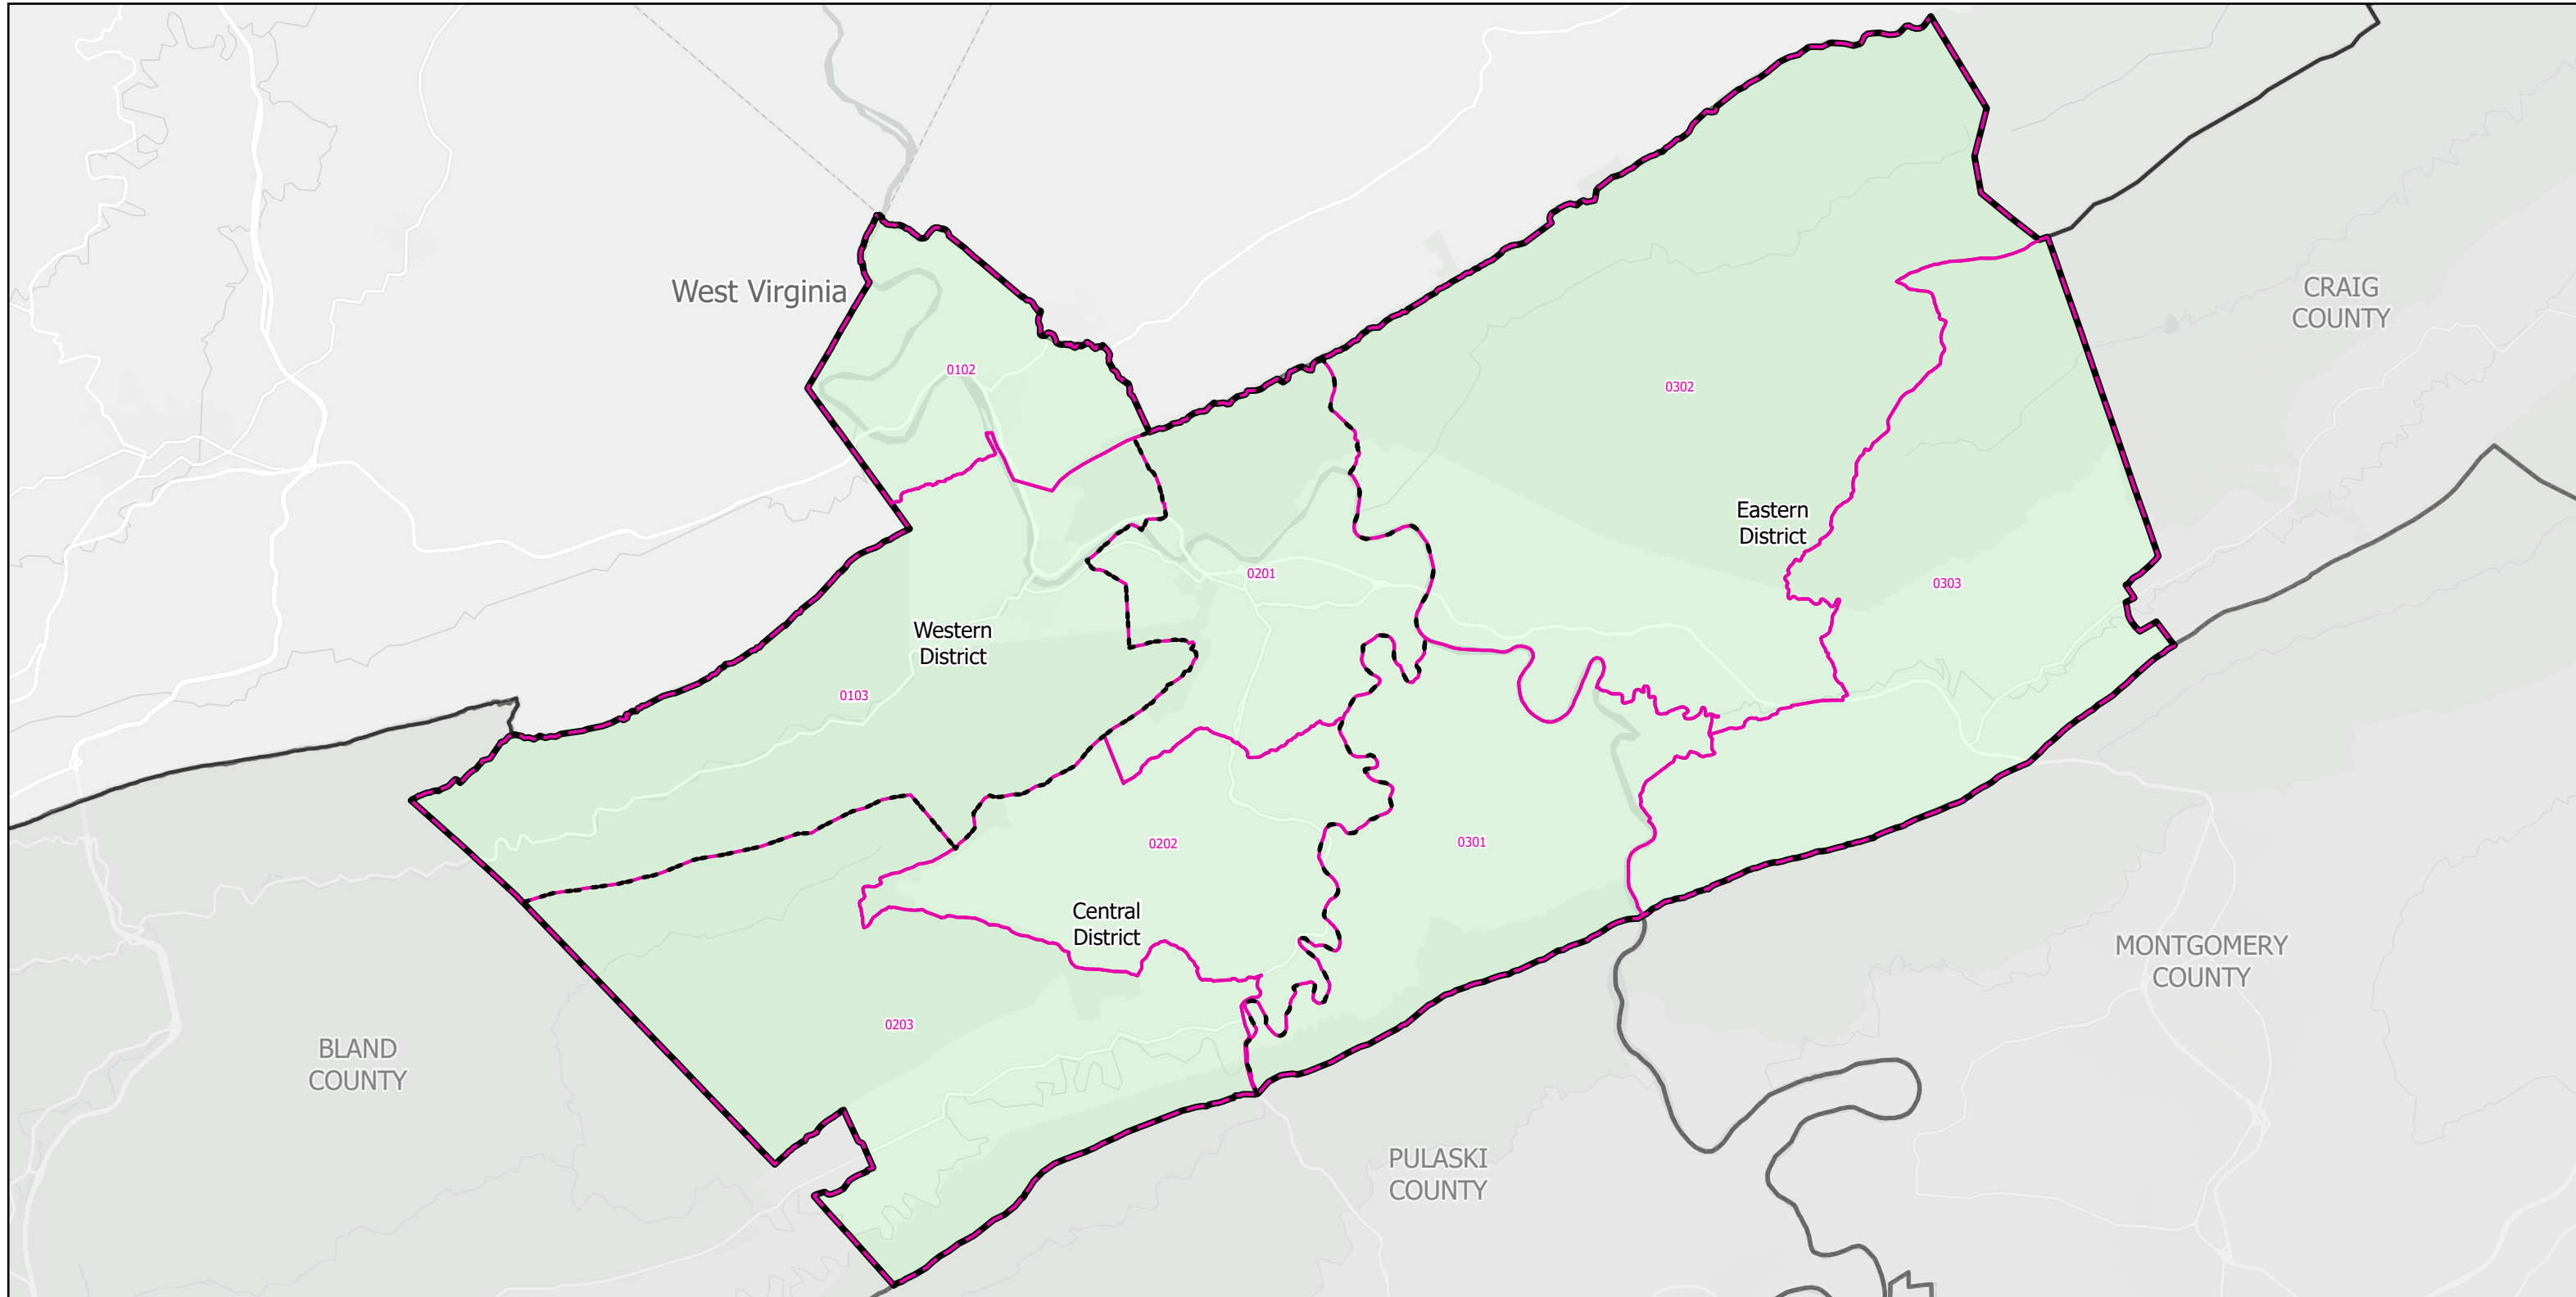 West Virginia
CRAIG
COUNTY
0102
0302
Eastern
District
0201
0303
Western
District
0103
0202
0301
Central
District
MONTGOMERY
COUNTY
0203
BLAND
COUNTY
PULASKI
COUNTY